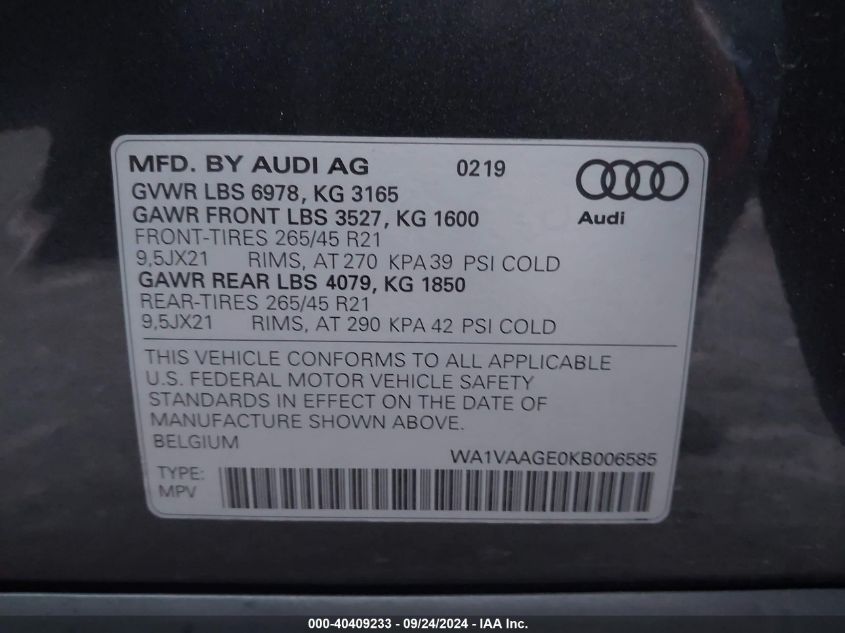 MFD. BY AUDI AG 0219
GVWR LBS 6978, KG 3165
GAWR FRONT LBS 3527, KG 1600
FRONT-TIRES 265/45 R21
9,5JX21 RIMS, AT 270 KPA 39 PSI COLD
GAWR REAR LBS 4079, KG 1850
REAR-TIRES 265/45 R21
9,5JX21 RIMS, AT 290 KPA 42 PSI COLD
Audi
THIS VEHICLE CONFORMS TO ALL APPLICABLE
U.S. FEDERAL MOTOR VEHICLE SAFETY
STANDARDS IN EFFECT ON THE DATE OF
MANUFACTURE SHOWN ABOVE.
BELGIUM
WA1VAAGE0KB006585
TYPE:
MPV
000-40409233 - 09/24/2024 - IAA Inc.